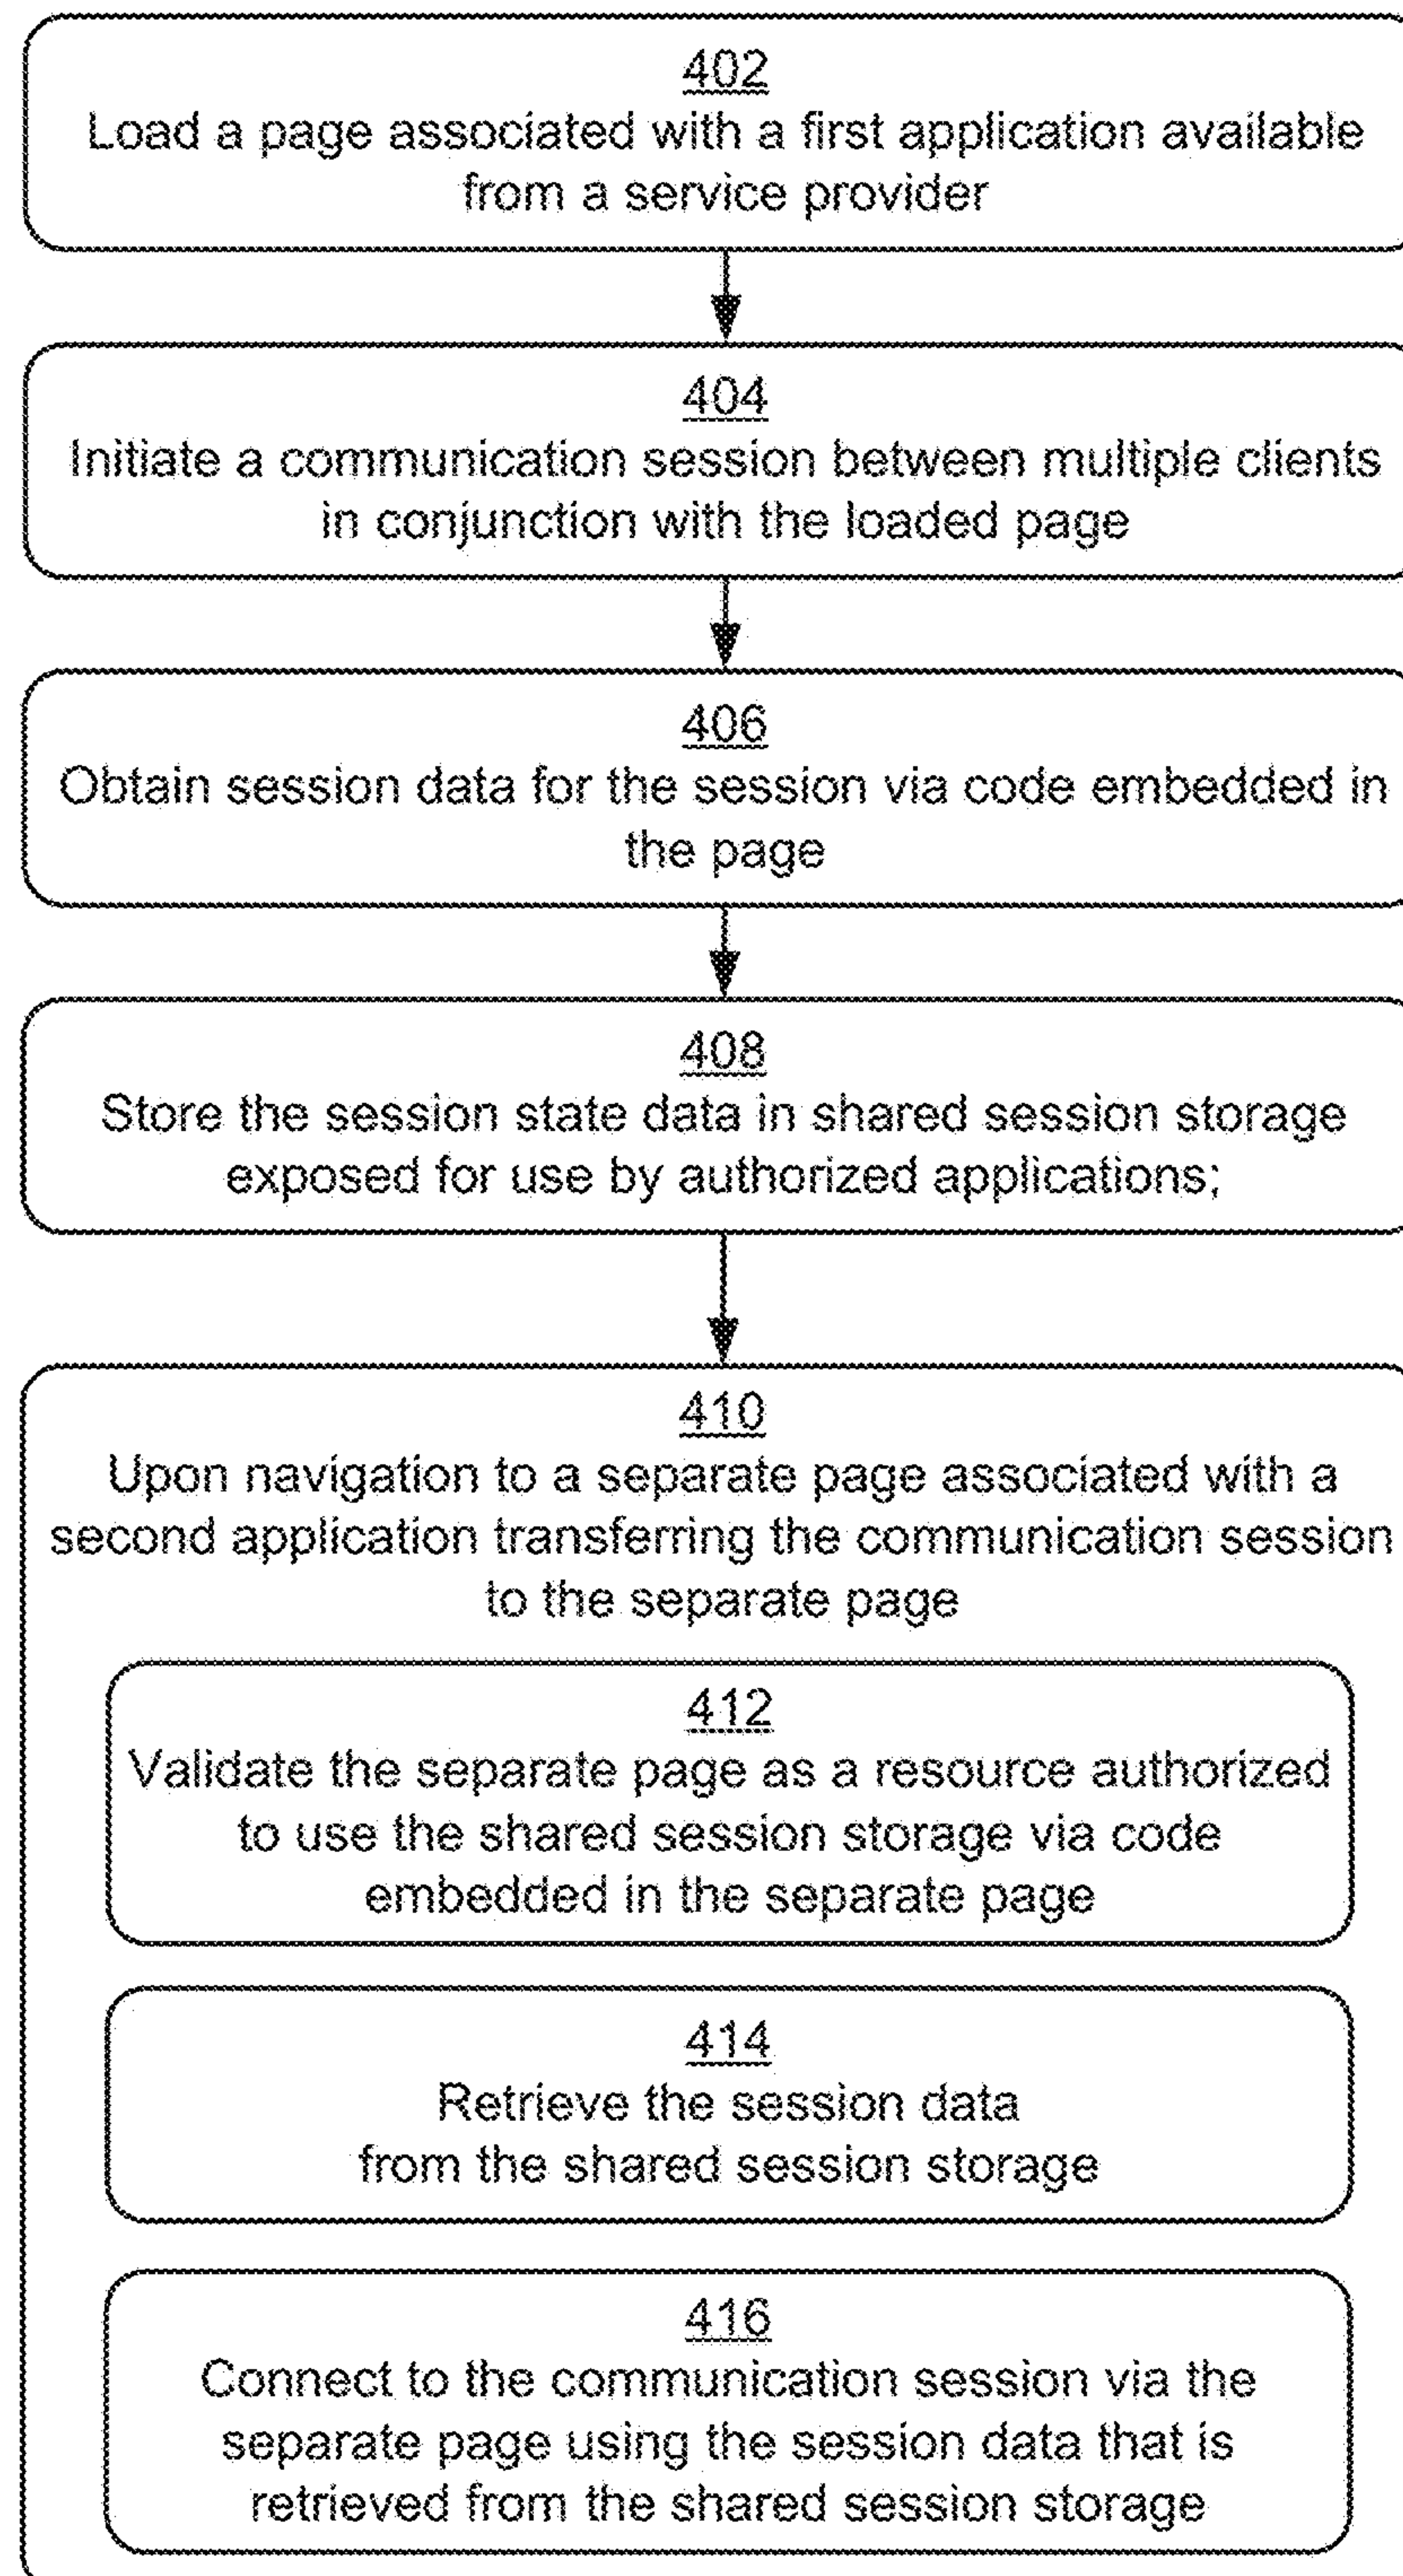 402
Load a page associated with a first application available
from a service provider
404
Initiate a communication session between multiple clients
in conjunction with the loaded page
406
Obtain session data for the session via code embedded in
the page
408
Store the session state data in shared session storage
exposed for use by authorized applications;
410
Upon navigation to a separate page associated with a
second application transferring the communication session
to the separate page
412
Validate the separate page as a resource authorized
to use the shared session storage via code
embedded in the separate page
414
Retrieve the session data
from the shared session storage
416
Connect to the communication session via the
separate page using the session data that is
retrieved from the shared session storage